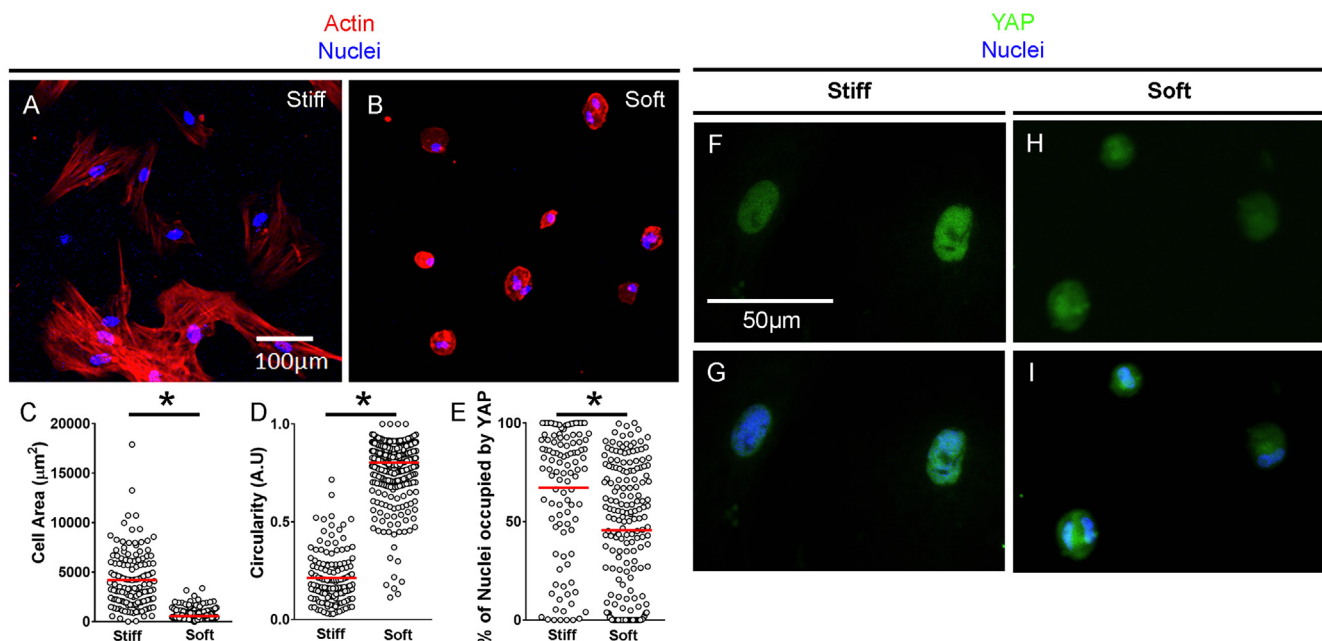 Actin
Nuclei
YAP
Nuclei
Stiff
Soft
A
Stiff
B
Soft
100μm
F
H
50μm
G
I
C
*
Cell Area (μm²)
20000
15000
10000
5000
0
Stiff
Soft
D
*
Circularity (A.U)
1.0
0.5
0.0
Stiff
Soft
E
*
% of Nuclei occupied by YAP
100
50
0
Stiff
Soft